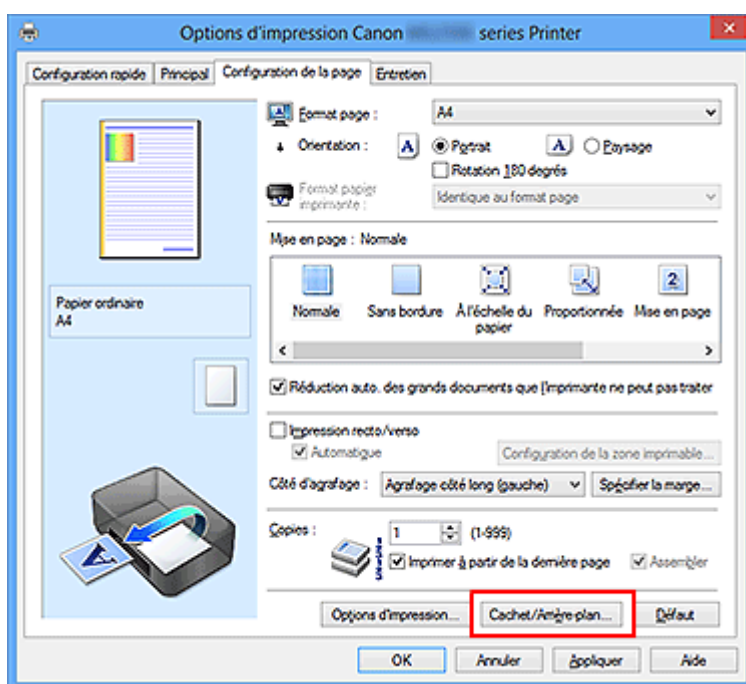 Options d'impression Canon series Printer
Configuration rapide Principal Configuration de la page Entretien
Format page : A4
Orientation : A Portrait A Paysage
Rotation 180 degrés
Format papier imprimante : Identique au format page
Mise en page : Normale
Normale Sans bordure À l'échelle du papier Proportionnée Mise en page
Papier ordinaire
A4
Réduction auto. des grands documents que l'imprimante ne peut pas traiter
Impression recto/verso
Automatique Configuration de la zone imprimable...
Côté d'agrafage : Agrafage côté long (gauche) Spécifier la marge...
Copies : 1 (1-999)
Imprimer à partir de la dernière page Assembler
Options d'impression... Cachet/Arrière-plan... Défaut
OK Annuler Appliquer Aide